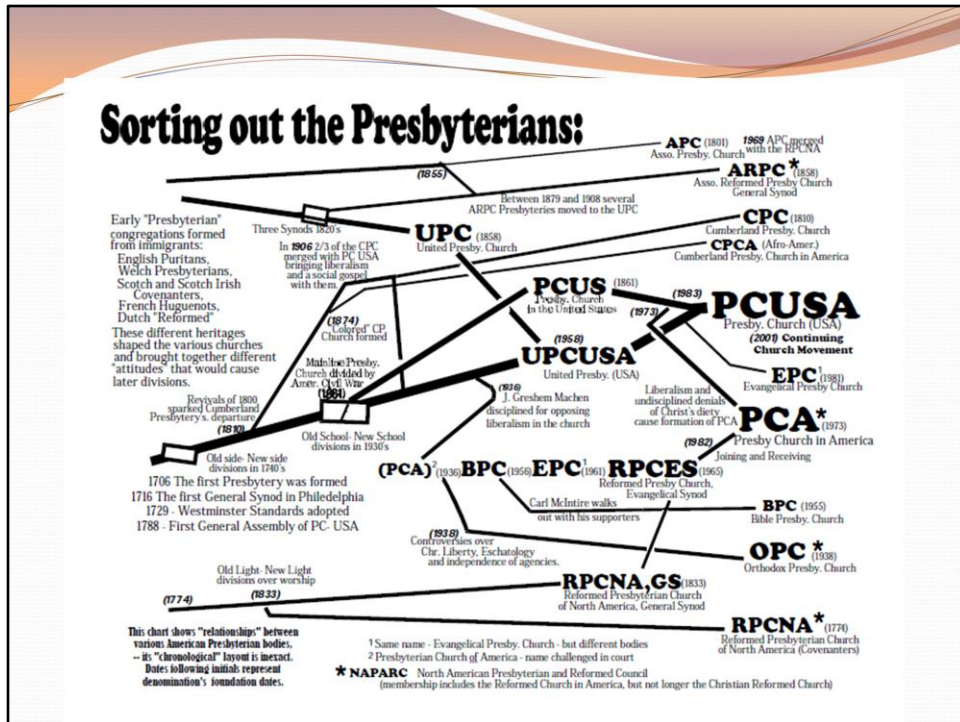 Sorting out the Presbyterians:
APC (1801)
Asso. Presby. Church
1969 APC merged
with the RPCNA
(1855)
ARPC * (1858)
Asso. Reformed Presby Church
General Synod
Between 1879 and 1908 several
ARPC Presbyteries moved to the UPC
Three Synods 1820's
UPC (1858)
United Presby. Church
CPC (1810)
Cumberland Presby. Church
CPCA (Afro-Amer.)
Cumberland Presby. Church in America
Early "Presbyterian"
congregations formed
from immigrants:
English Puritans,
Welch Presbyterians,
Scotch and Scotch Irish
Covenanters,
French Huguenots,
Dutch "Reformed"
These different heritages
shaped the various churches
and brought together different
"attitudes" that would cause
later divisions.
In 1906 2/3 of the CPC
merged with PC USA
bringing liberalism
and a social gospel
with them.
(1874)
"Colored" CP
Church formed
PCUS (1861)
Presby. Church
in the United States
(1983)
(1973)
PCUSA
Presby. Church (USA)
(2001) Continuing
Church Movement
(1958)
UPCUSA
United Presby. (USA)
Mainline Presby.
Church divided by
Amer. Civil War
EPC¹ (1981)
Evangelical Presby Church
Revivals of 1800
sparked Cumberland
Presbytery's departure
(1810)
(1936)
J. Greshem Machen
disciplined for opposing
liberalism in the church
Liberalism and
undisciplined denials
of Christ's diety
cause formation of PCA
PCA* (1973)
Presby Church in America
(1982)
Joining and Receiving
Old School- New School
divisions in 1930's
Old side- New side
divisions in 1740's
1706 The first Presbytery was formed
1716 The first General Synod in Philedelphia
1729 - Westminster Standards adopted
1788 - First General Assembly of PC- USA
(PCA)² (1936) BPC (1956) EPC¹ (1961) RPCES (1965)
Reformed Presby Church,
Evangelical Synod
Carl McIntire walks
out with his supporters
BPC (1955)
Bible Presby. Church
(1938)
Controversies over
Chr. Liberty, Eschatology
and independence of agencies.
OPC * (1938)
Orthodox Presby. Church
Old Light- New Light
divisions over worship
(1774)
(1833)
RPCNA,GS (1833)
Reformed Presbyterian Church
of North America, General Synod
RPCNA* (1774)
Reformed Presbyterian Church
of North America (Covenanters)
This chart shows "relationships" between
various American Presbyterian bodies,
-- its "chronological" layout is inexact.
Dates following initials represent
denomination's foundation dates.
¹ Same name - Evangelical Presby. Church - but different bodies
² Presbyterian Church of America - name challenged in court
* NAPARC North American Presbyterian and Reformed Council
(membership includes the Reformed Church in America, but not longer the Christian Reformed Church)